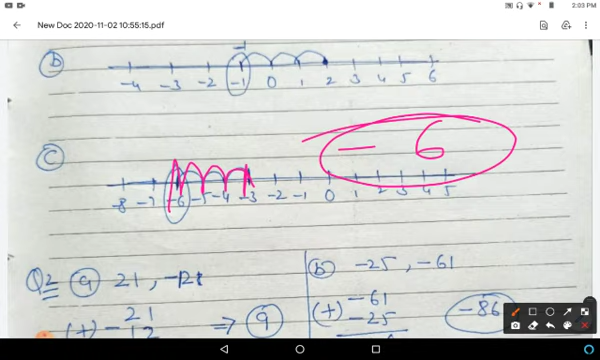 2:03 PM
New Doc 2020-11-02 10:55:15.pdf
b
-4 -3 -2 -1 0 1 2 3 4 5 6
- 6
C
-8 -7 -6 -5 -4 -3 -2 -1 0 1 2 3 4 5
Q2 a 21, -12
b -25, -61
21
(+) -12
⇒ 9
(+) -61
-25
-86